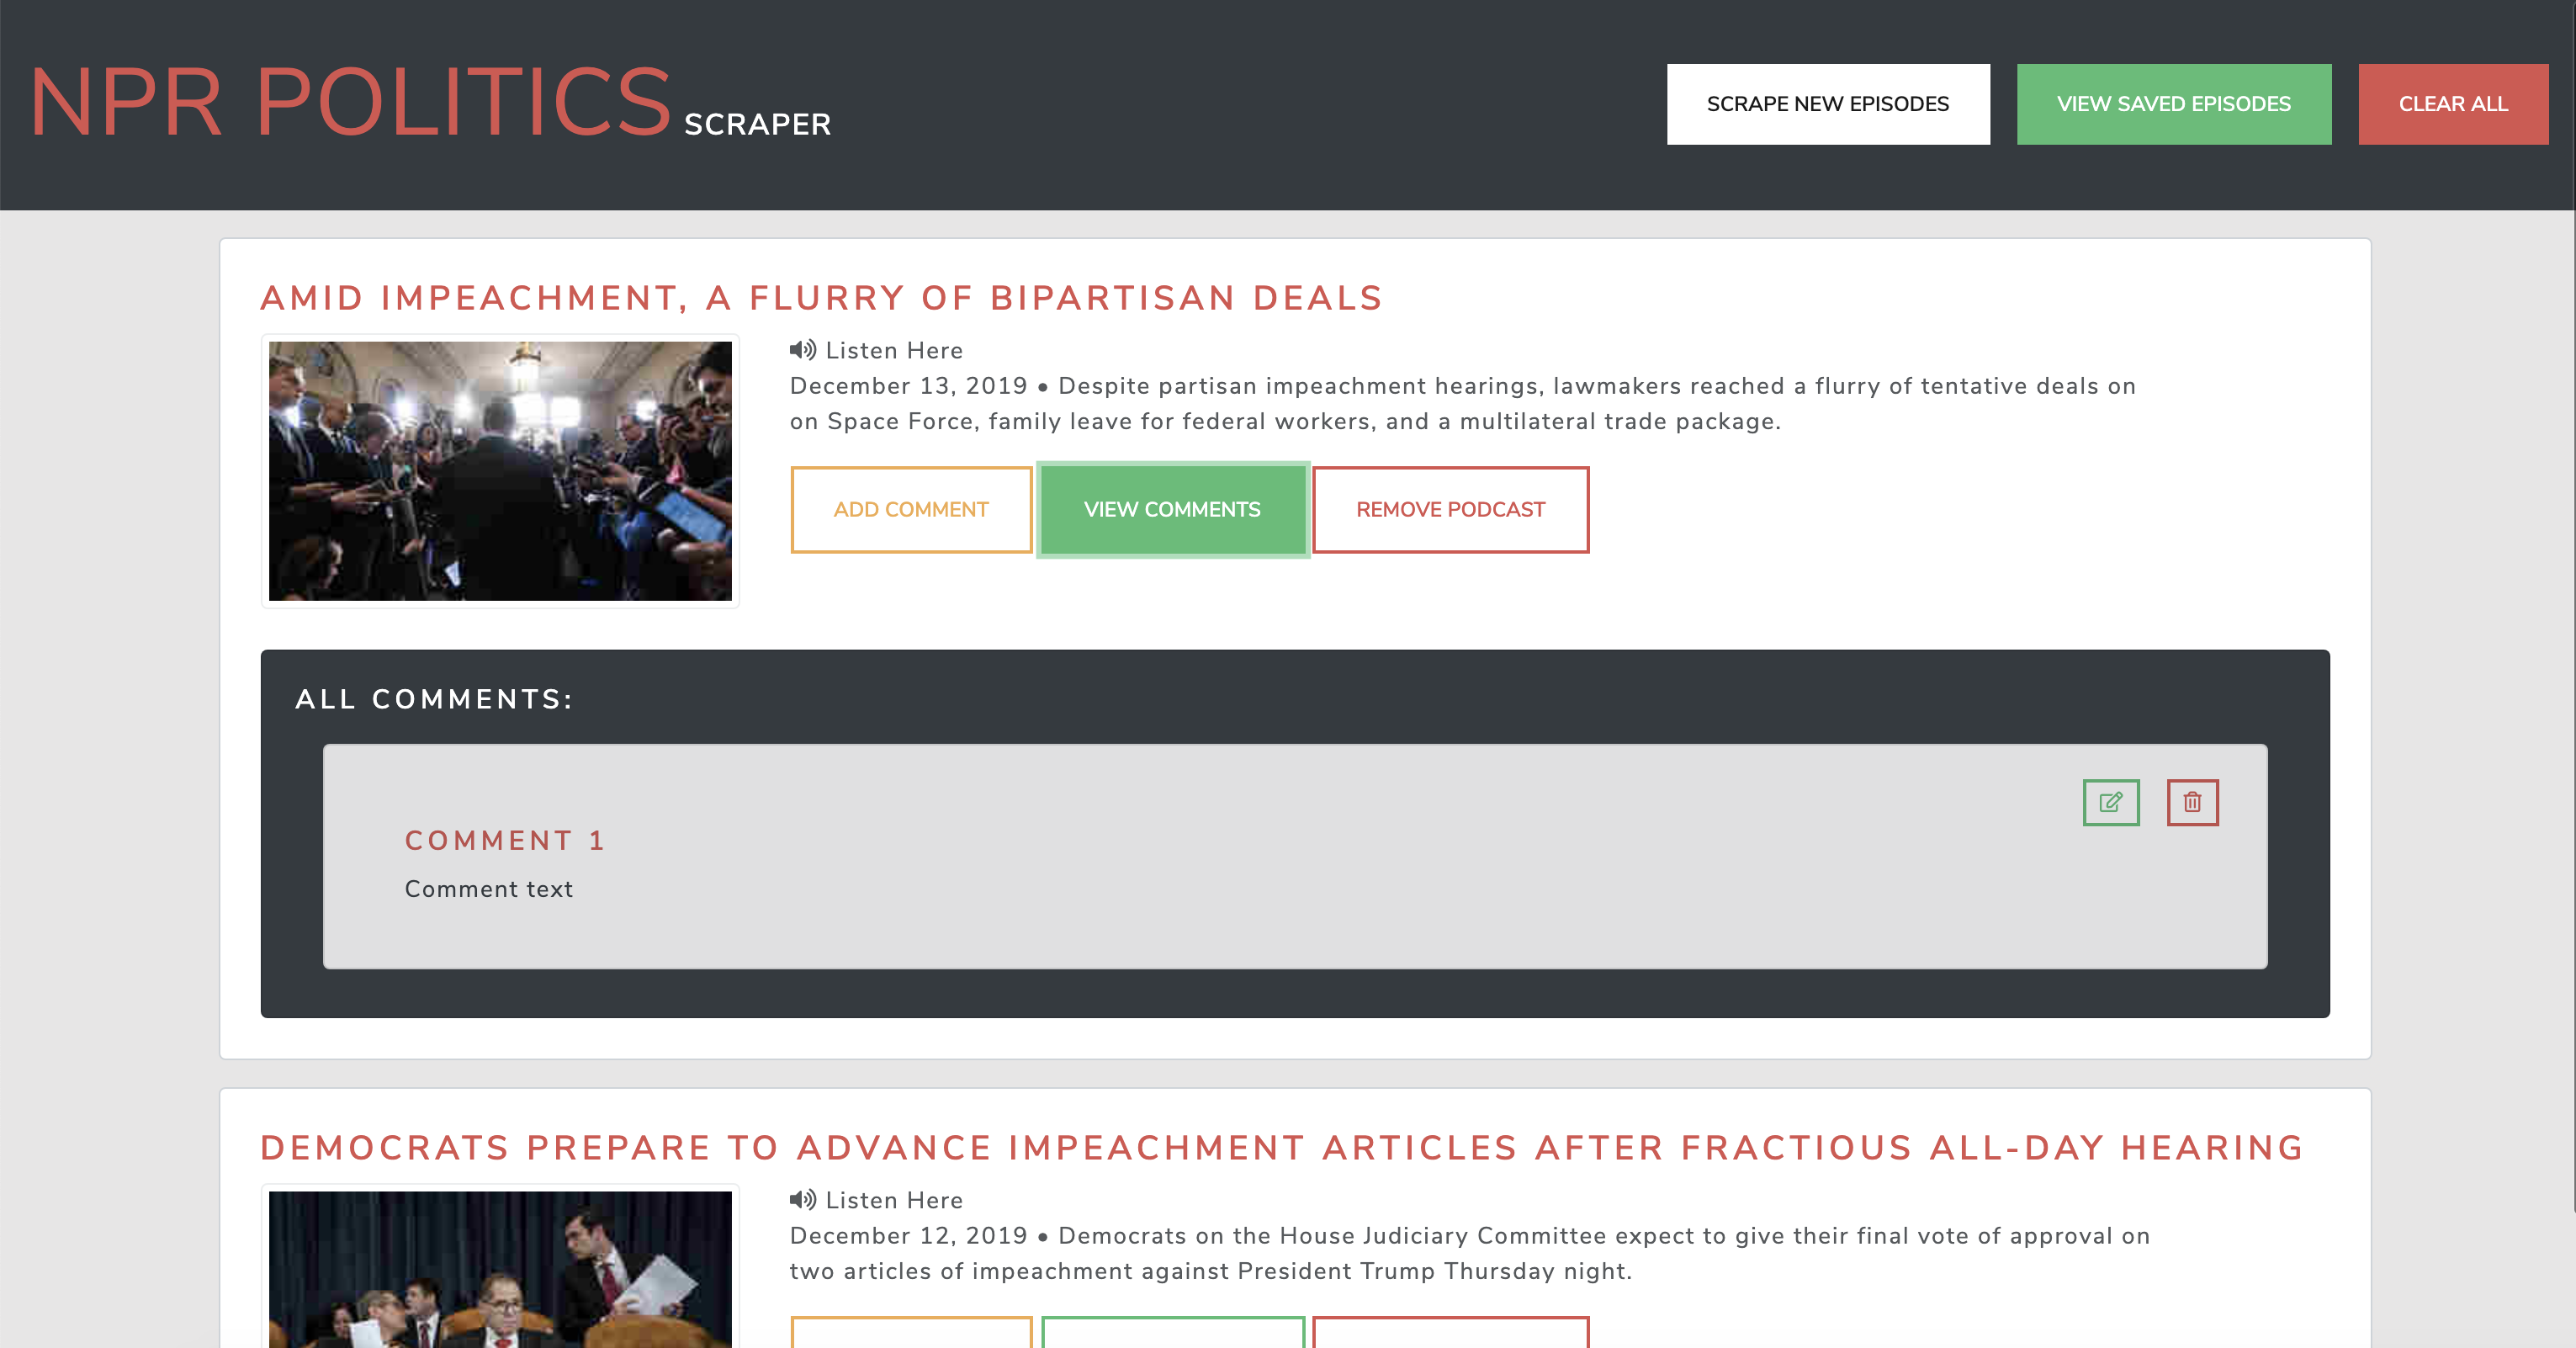 NPR POLITICS SCRAPER
SCRAPE NEW EPISODES
VIEW SAVED EPISODES
CLEAR ALL
AMID IMPEACHMENT, A FLURRY OF BIPARTISAN DEALS
Listen Here
December 13, 2019 • Despite partisan impeachment hearings, lawmakers reached a flurry of tentative deals on
on Space Force, family leave for federal workers, and a multilateral trade package.
ADD COMMENT
VIEW COMMENTS
REMOVE PODCAST
ALL COMMENTS:
COMMENT 1
Comment text
DEMOCRATS PREPARE TO ADVANCE IMPEACHMENT ARTICLES AFTER FRACTIOUS ALL-DAY HEARING
Listen Here
December 12, 2019 • Democrats on the House Judiciary Committee expect to give their final vote of approval on
two articles of impeachment against President Trump Thursday night.